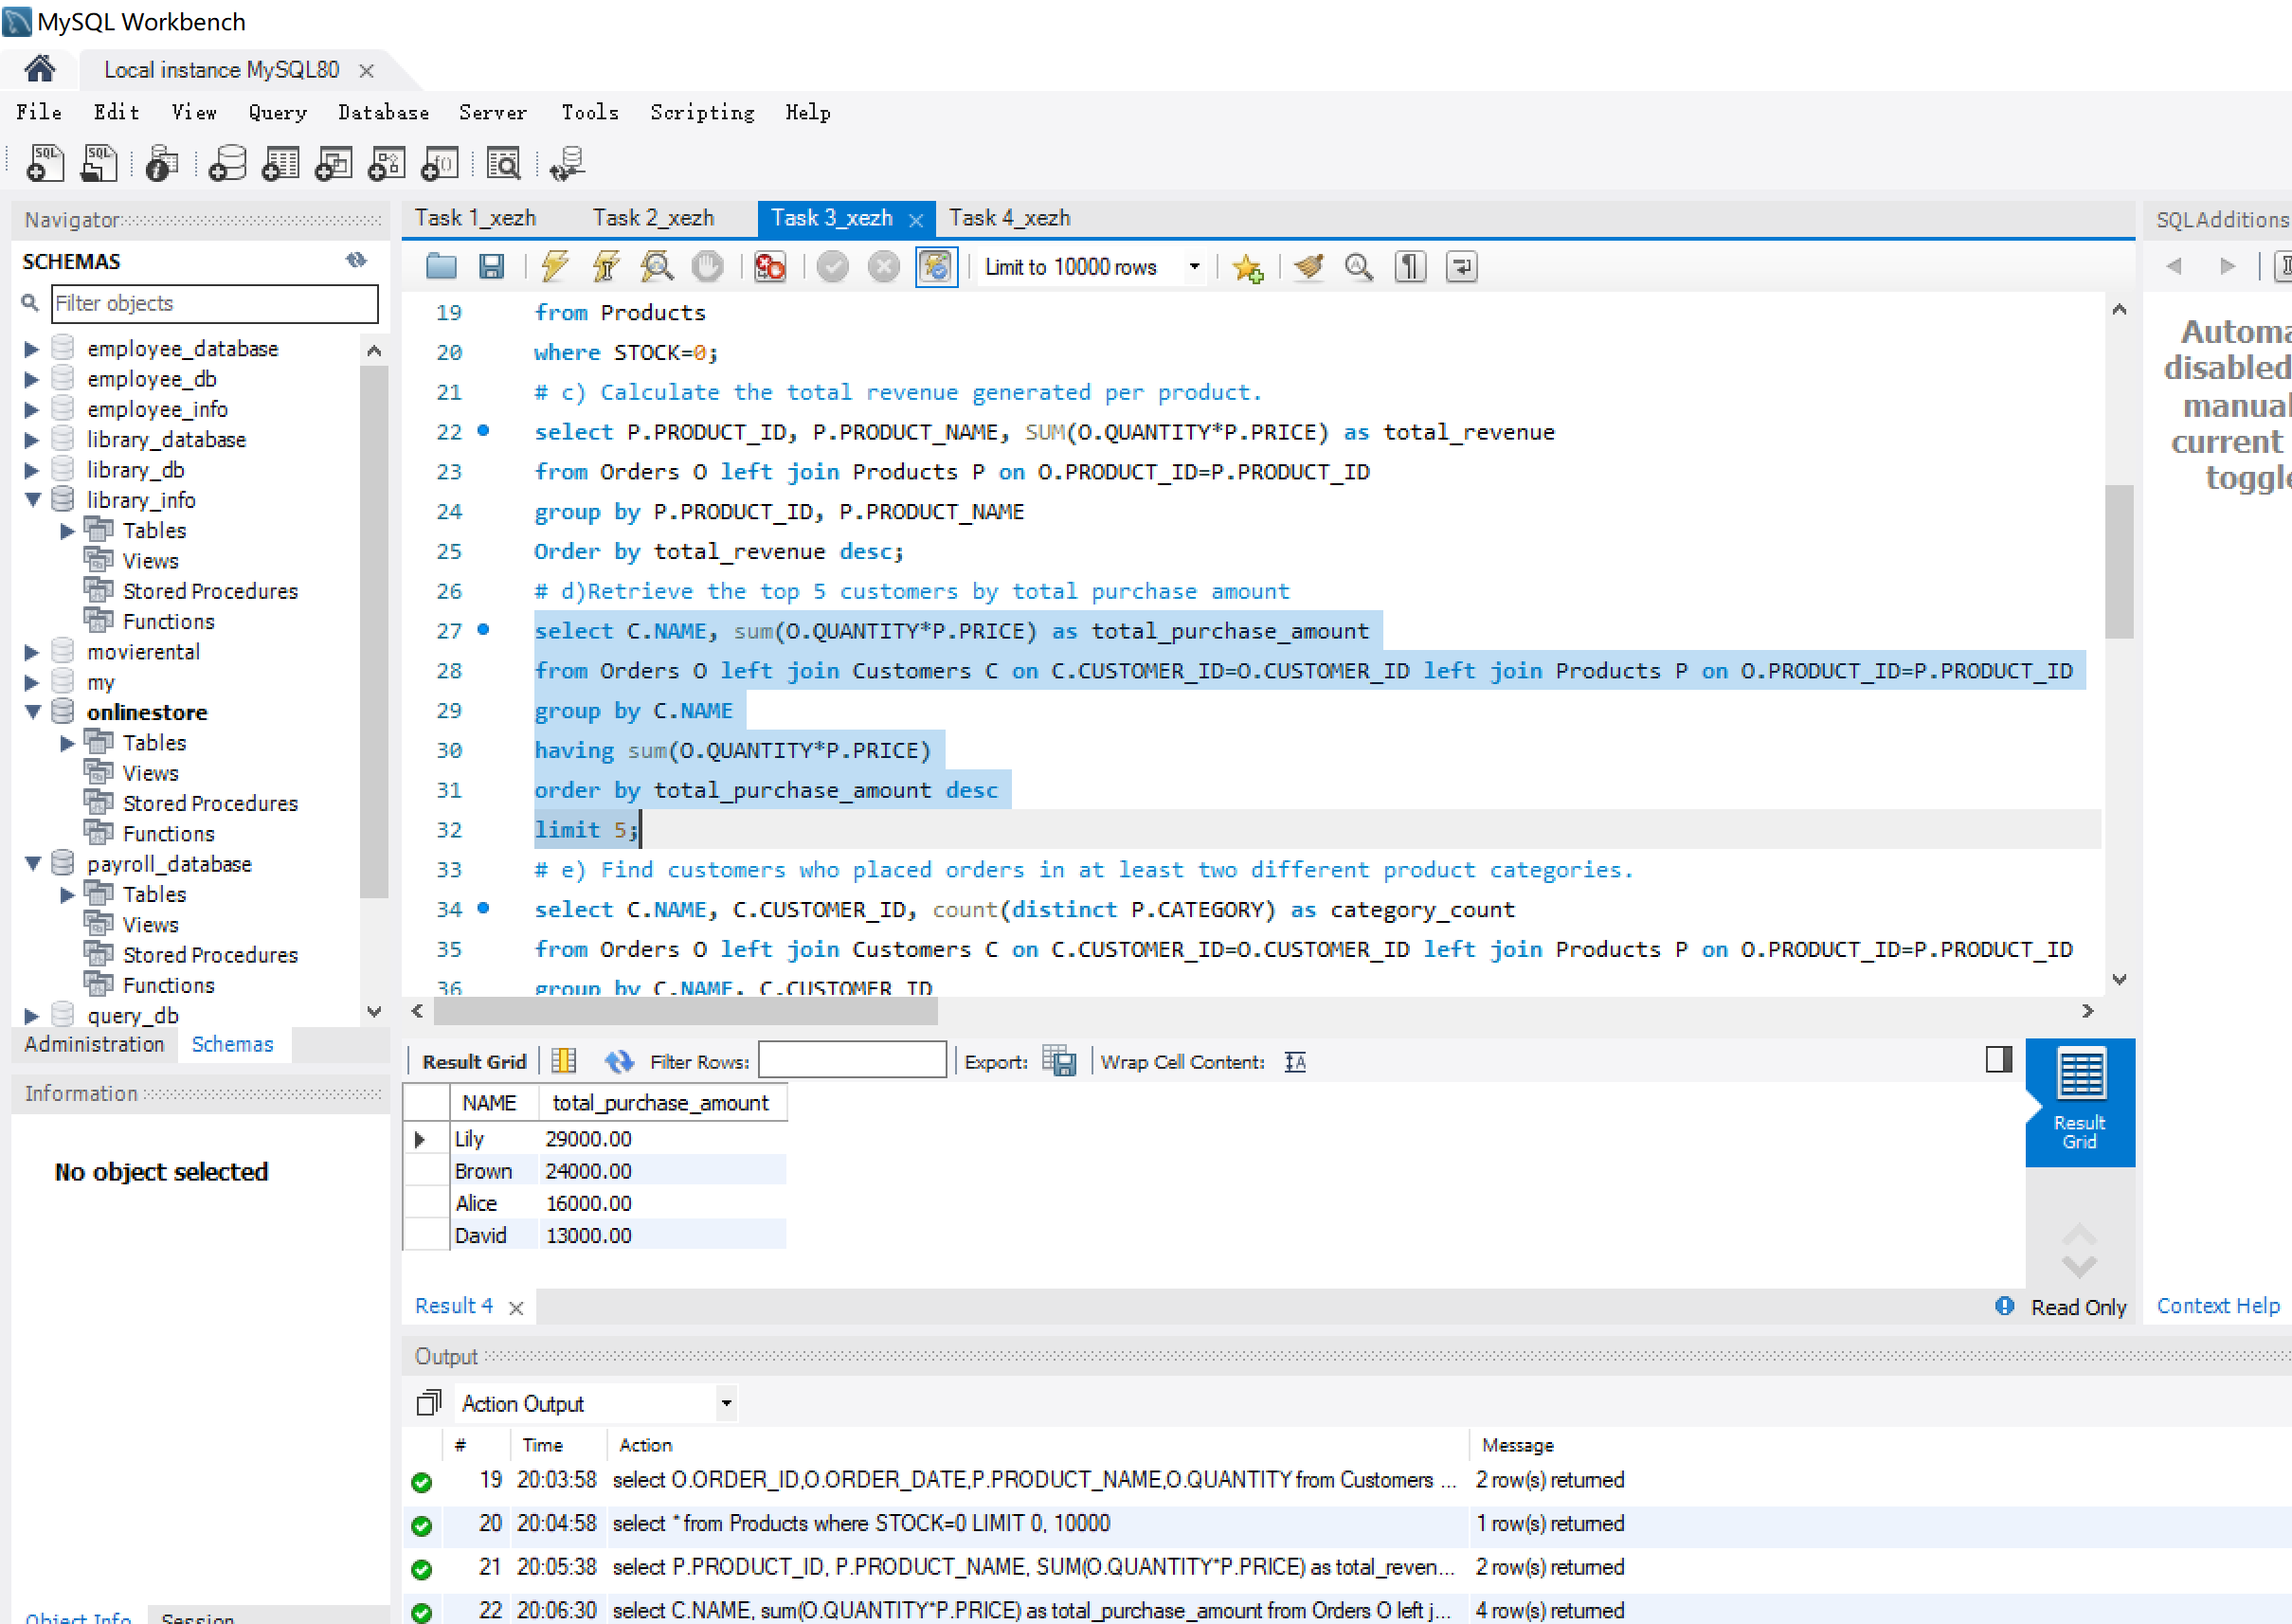 MySQL Workbench
Local instance MySQL80
File Edit View Query Database Server Tools Scripting Help
Navigator
SCHEMAS
Filter objects
employee_database
employee_db
employee_info
library_database
library_db
library_info
Tables
Views
Stored Procedures
Functions
movierental
my
onlinestore
Tables
Views
Stored Procedures
Functions
payroll_database
Tables
Views
Stored Procedures
Functions
query_db
Administration Schemas
Information
No object selected
Object Info Session
Task 1_xezh Task 2_xezh Task 3_xezh Task 4_xezh
Limit to 10000 rows
19 from Products
20 where STOCK=0;
21 # c) Calculate the total revenue generated per product.
22 select P.PRODUCT_ID, P.PRODUCT_NAME, SUM(O.QUANTITY*P.PRICE) as total_revenue
23 from Orders O left join Products P on O.PRODUCT_ID=P.PRODUCT_ID
24 group by P.PRODUCT_ID, P.PRODUCT_NAME
25 Order by total_revenue desc;
26 # d)Retrieve the top 5 customers by total purchase amount
27 select C.NAME, sum(O.QUANTITY*P.PRICE) as total_purchase_amount
28 from Orders O left join Customers C on C.CUSTOMER_ID=O.CUSTOMER_ID left join Products P on O.PRODUCT_ID=P.PRODUCT_ID
29 group by C.NAME
30 having sum(O.QUANTITY*P.PRICE)
31 order by total_purchase_amount desc
32 limit 5;
33 # e) Find customers who placed orders in at least two different product categories.
34 select C.NAME, C.CUSTOMER_ID, count(distinct P.CATEGORY) as category_count
35 from Orders O left join Customers C on C.CUSTOMER_ID=O.CUSTOMER_ID left join Products P on O.PRODUCT_ID=P.PRODUCT_ID
36 group by C.NAME, C.CUSTOMER_ID
Result Grid Filter Rows: Export: Wrap Cell Content:
NAME total_purchase_amount
Lily 29000.00
Brown 24000.00
Alice 16000.00
David 13000.00
Result Grid
Result 4
Read Only
Output
Action Output
# Time Action Message
19 20:03:58 select O.ORDER_ID,O.ORDER_DATE,P.PRODUCT_NAME,O.QUANTITY from Customers ... 2 row(s) returned
20 20:04:58 select * from Products where STOCK=0 LIMIT 0, 10000 1 row(s) returned
21 20:05:38 select P.PRODUCT_ID, P.PRODUCT_NAME, SUM(O.QUANTITY*P.PRICE) as total_reven... 2 row(s) returned
22 20:06:30 select C.NAME, sum(O.QUANTITY*P.PRICE) as total_purchase_amount from Orders O left j... 4 row(s) returned
SQLAdditions
Automa
disabled
manual
current
toggle
Context Help